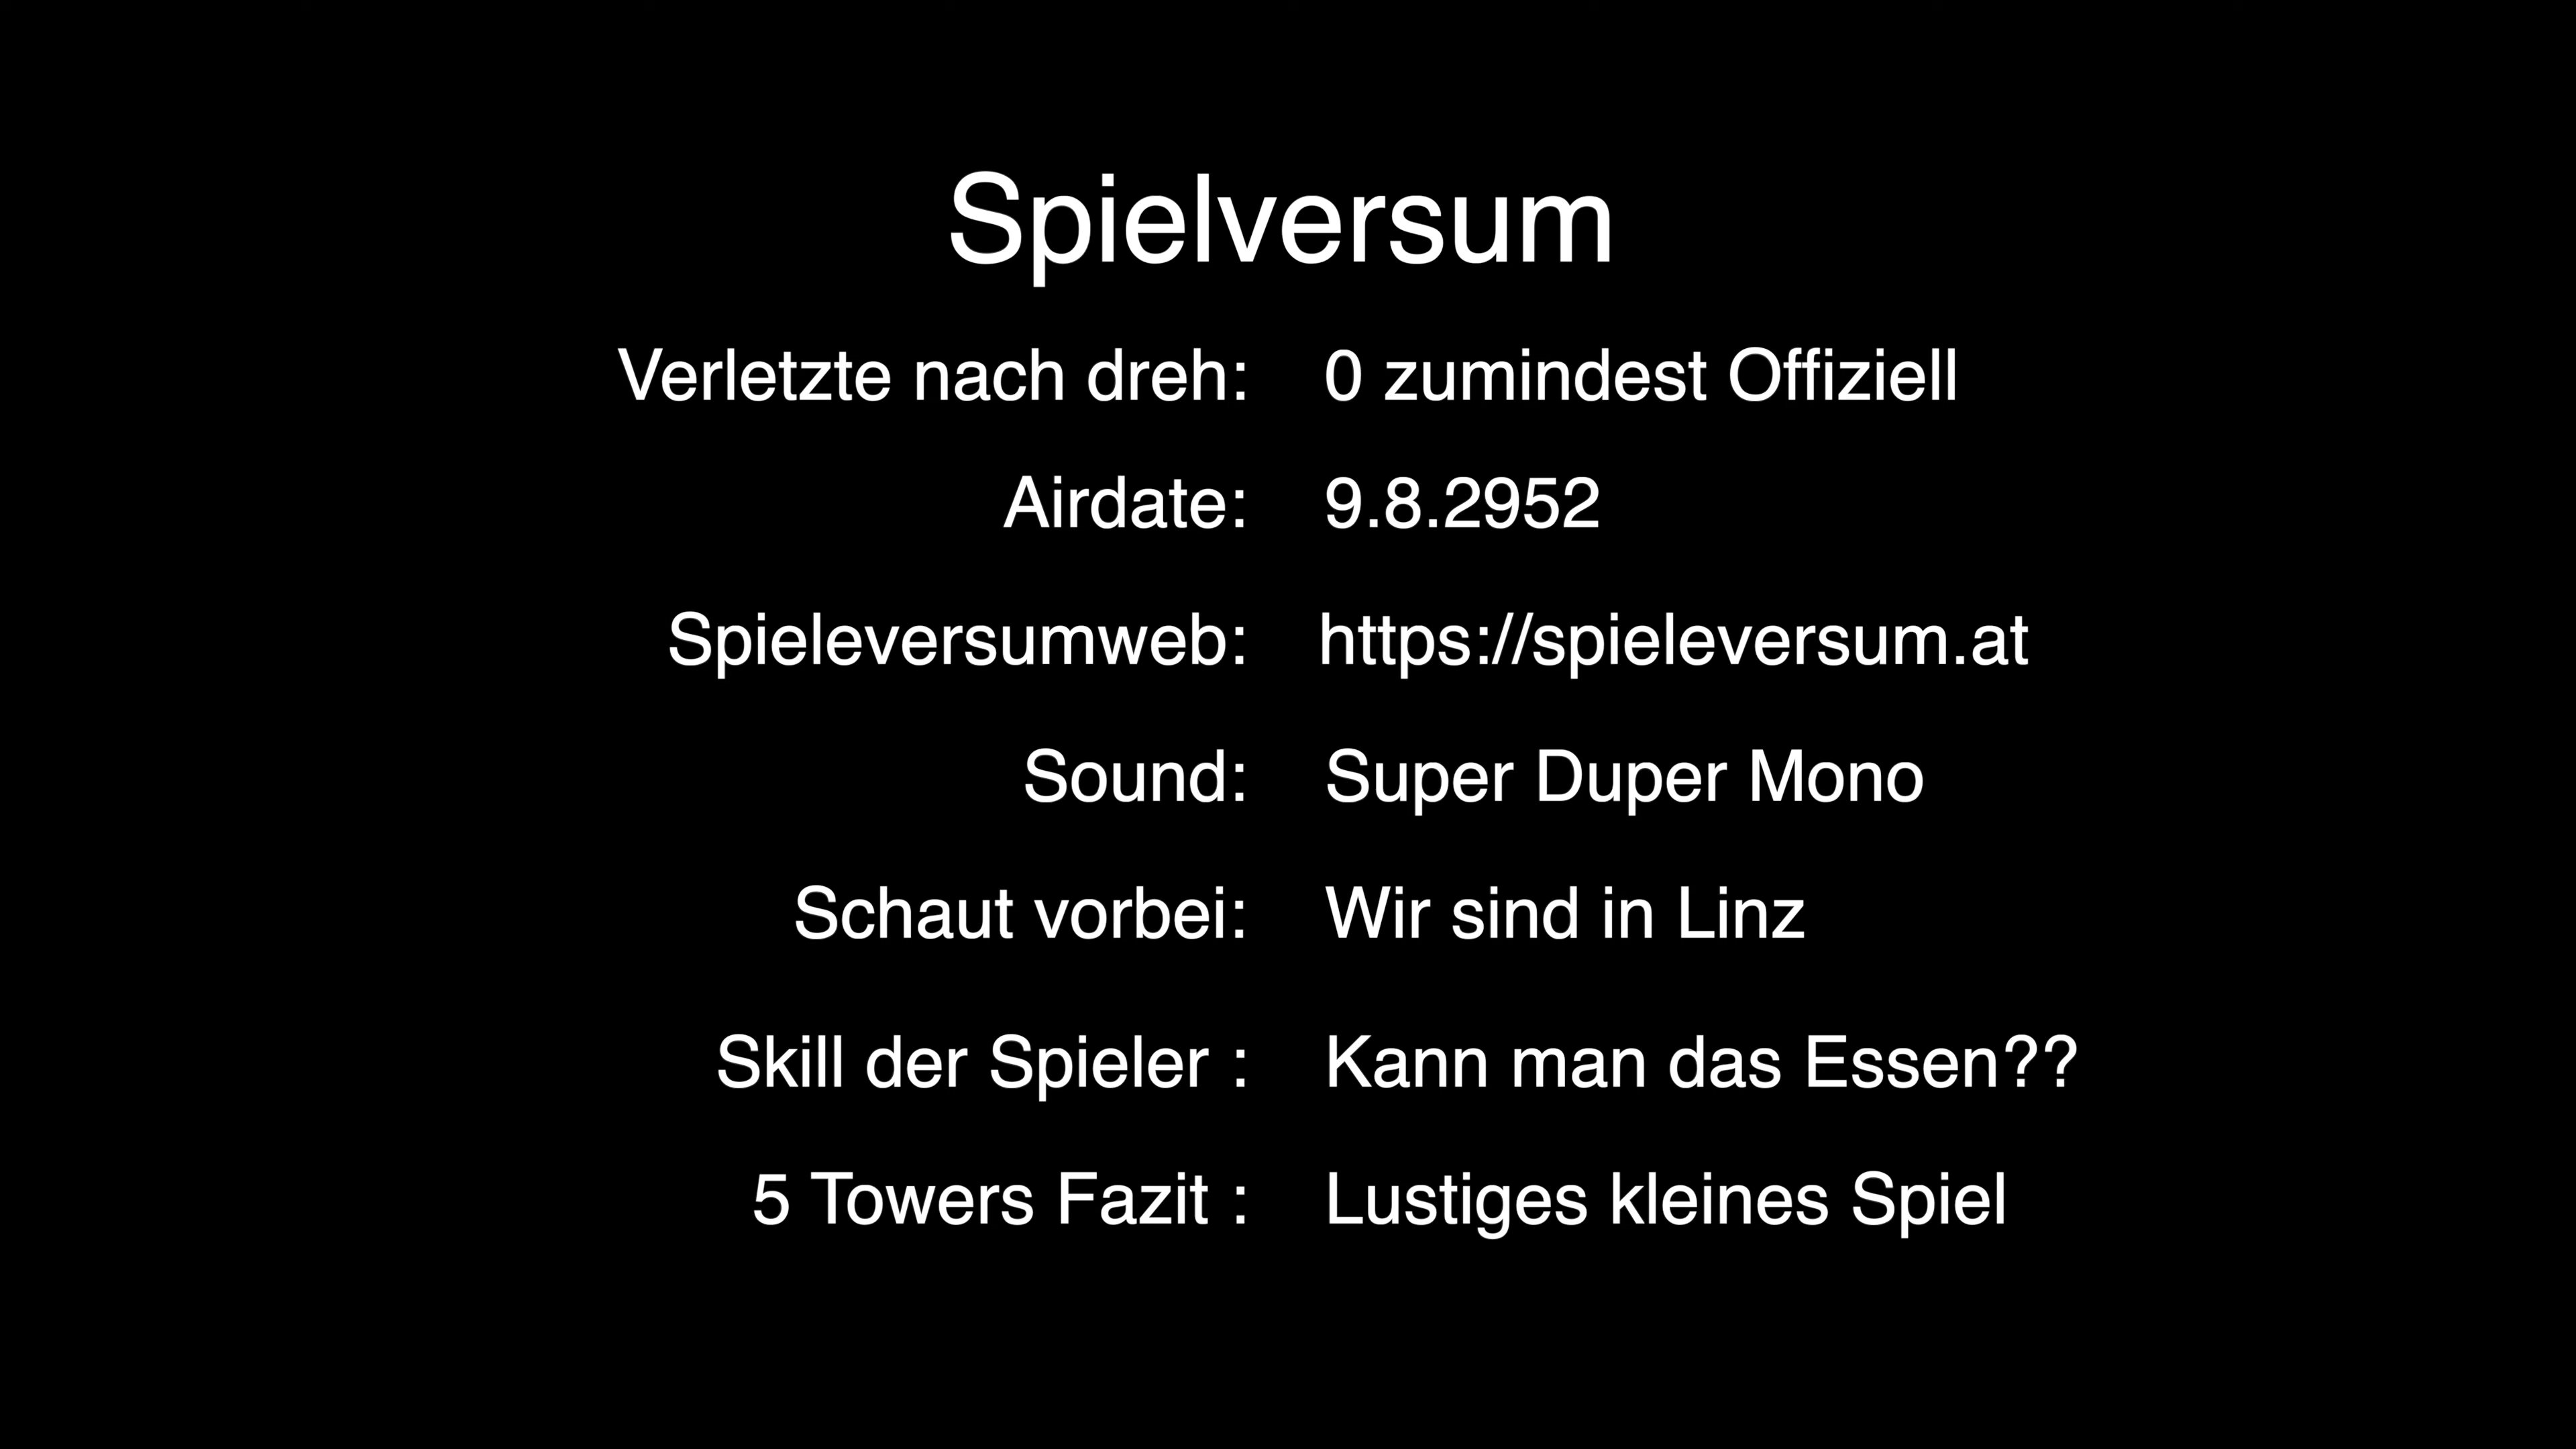 Spielversum
Verletzte nach dreh: 0 zumindest Offiziell
Airdate: 9.8.2952
Spieleversumweb: https://spieleversum.at
Sound: Super Duper Mono
Schaut vorbei: Wir sind in Linz
Skill der Spieler : Kann man das Essen??
5 Towers Fazit : Lustiges kleines Spiel